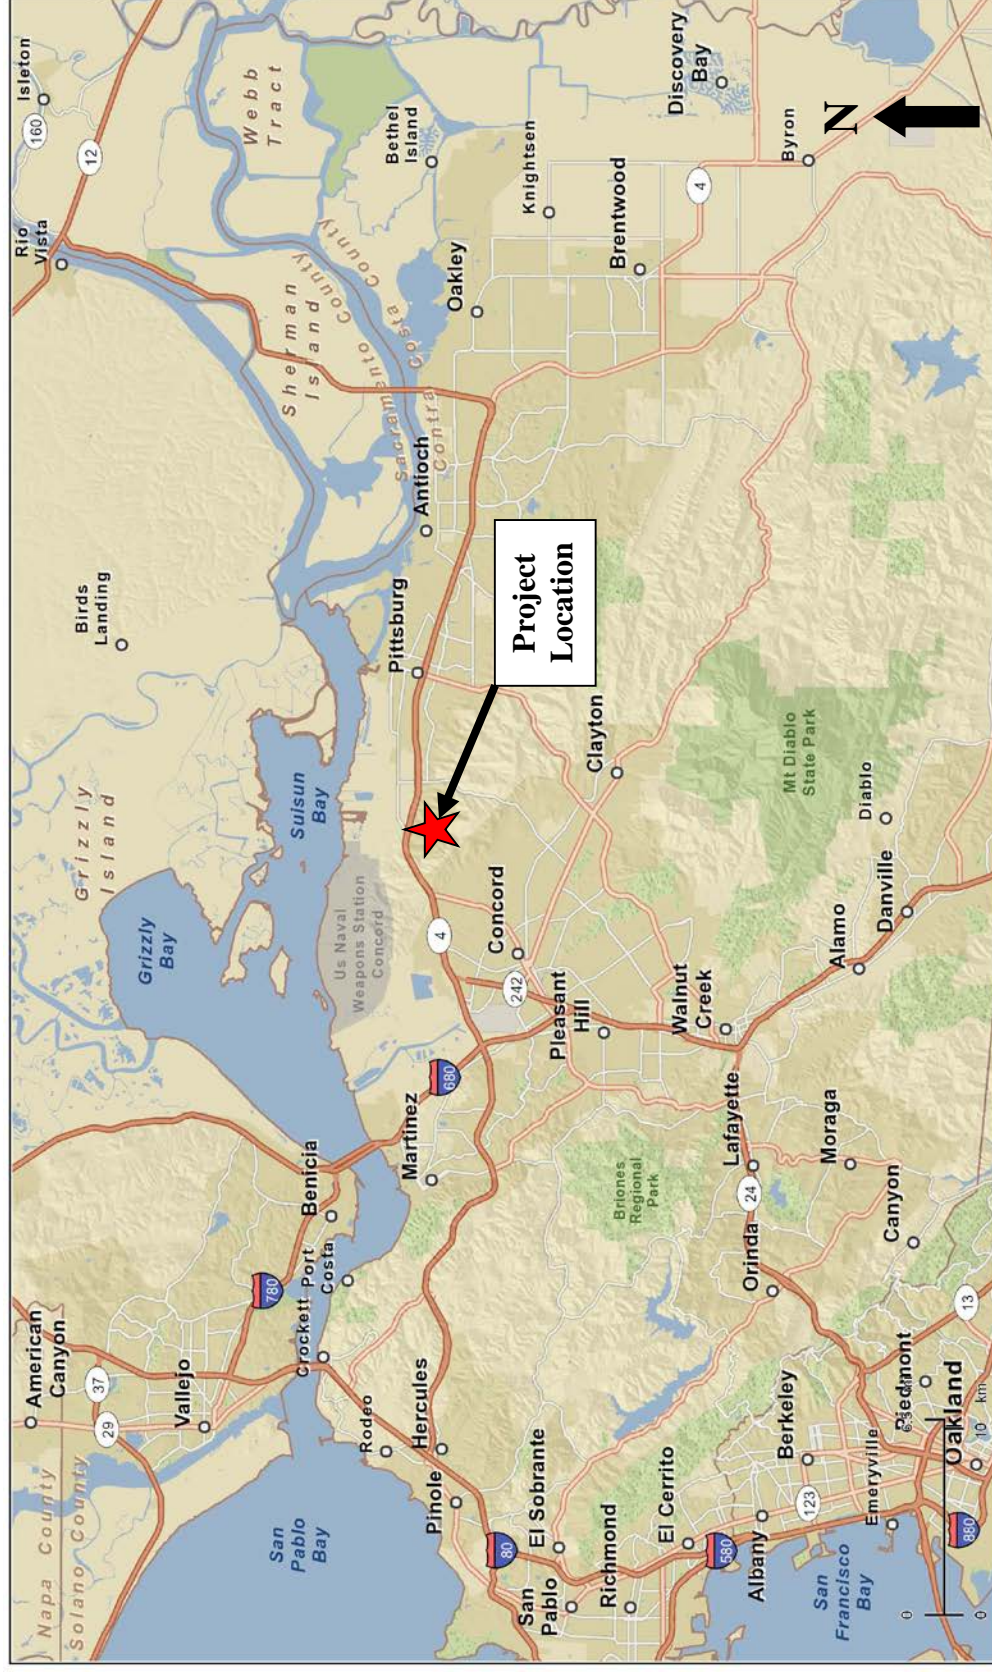 Napa County
Solano County
American
Canyon
37
29
Vallejo
780
Benicia
Crockett
Port
Costa
Rodeo
Hercules
Pinole
San
Pablo
Bay
Martinez
680
Grizzly
Bay
Grizzly
Island
Suisun
Bay
Us Naval
Weapons Station
Concord
Birds
Landing
Rio
Vista
Isleton
160
12
Webb
Tract
Sherman
Island
Sacramento County
Contra Costa County
Bethel
Island
Pittsburg
Antioch
Oakley
Knightsen
Brentwood
Discovery
Bay
4
Byron
N
Project
Location
4
Concord
242
Clayton
Pleasant
Hill
Walnut
Creek
Mt Diablo
State Park
Diablo
Danville
Alamo
Briones
Regional
Park
Lafayette
24
Moraga
Orinda
Canyon
80
El Sobrante
San
Pablo
Richmond
El Cerrito
580
Albany
Berkeley
123
Emeryville
Piedmont
13
Oakland
880
San
Francisco
Bay
0
0
10 km